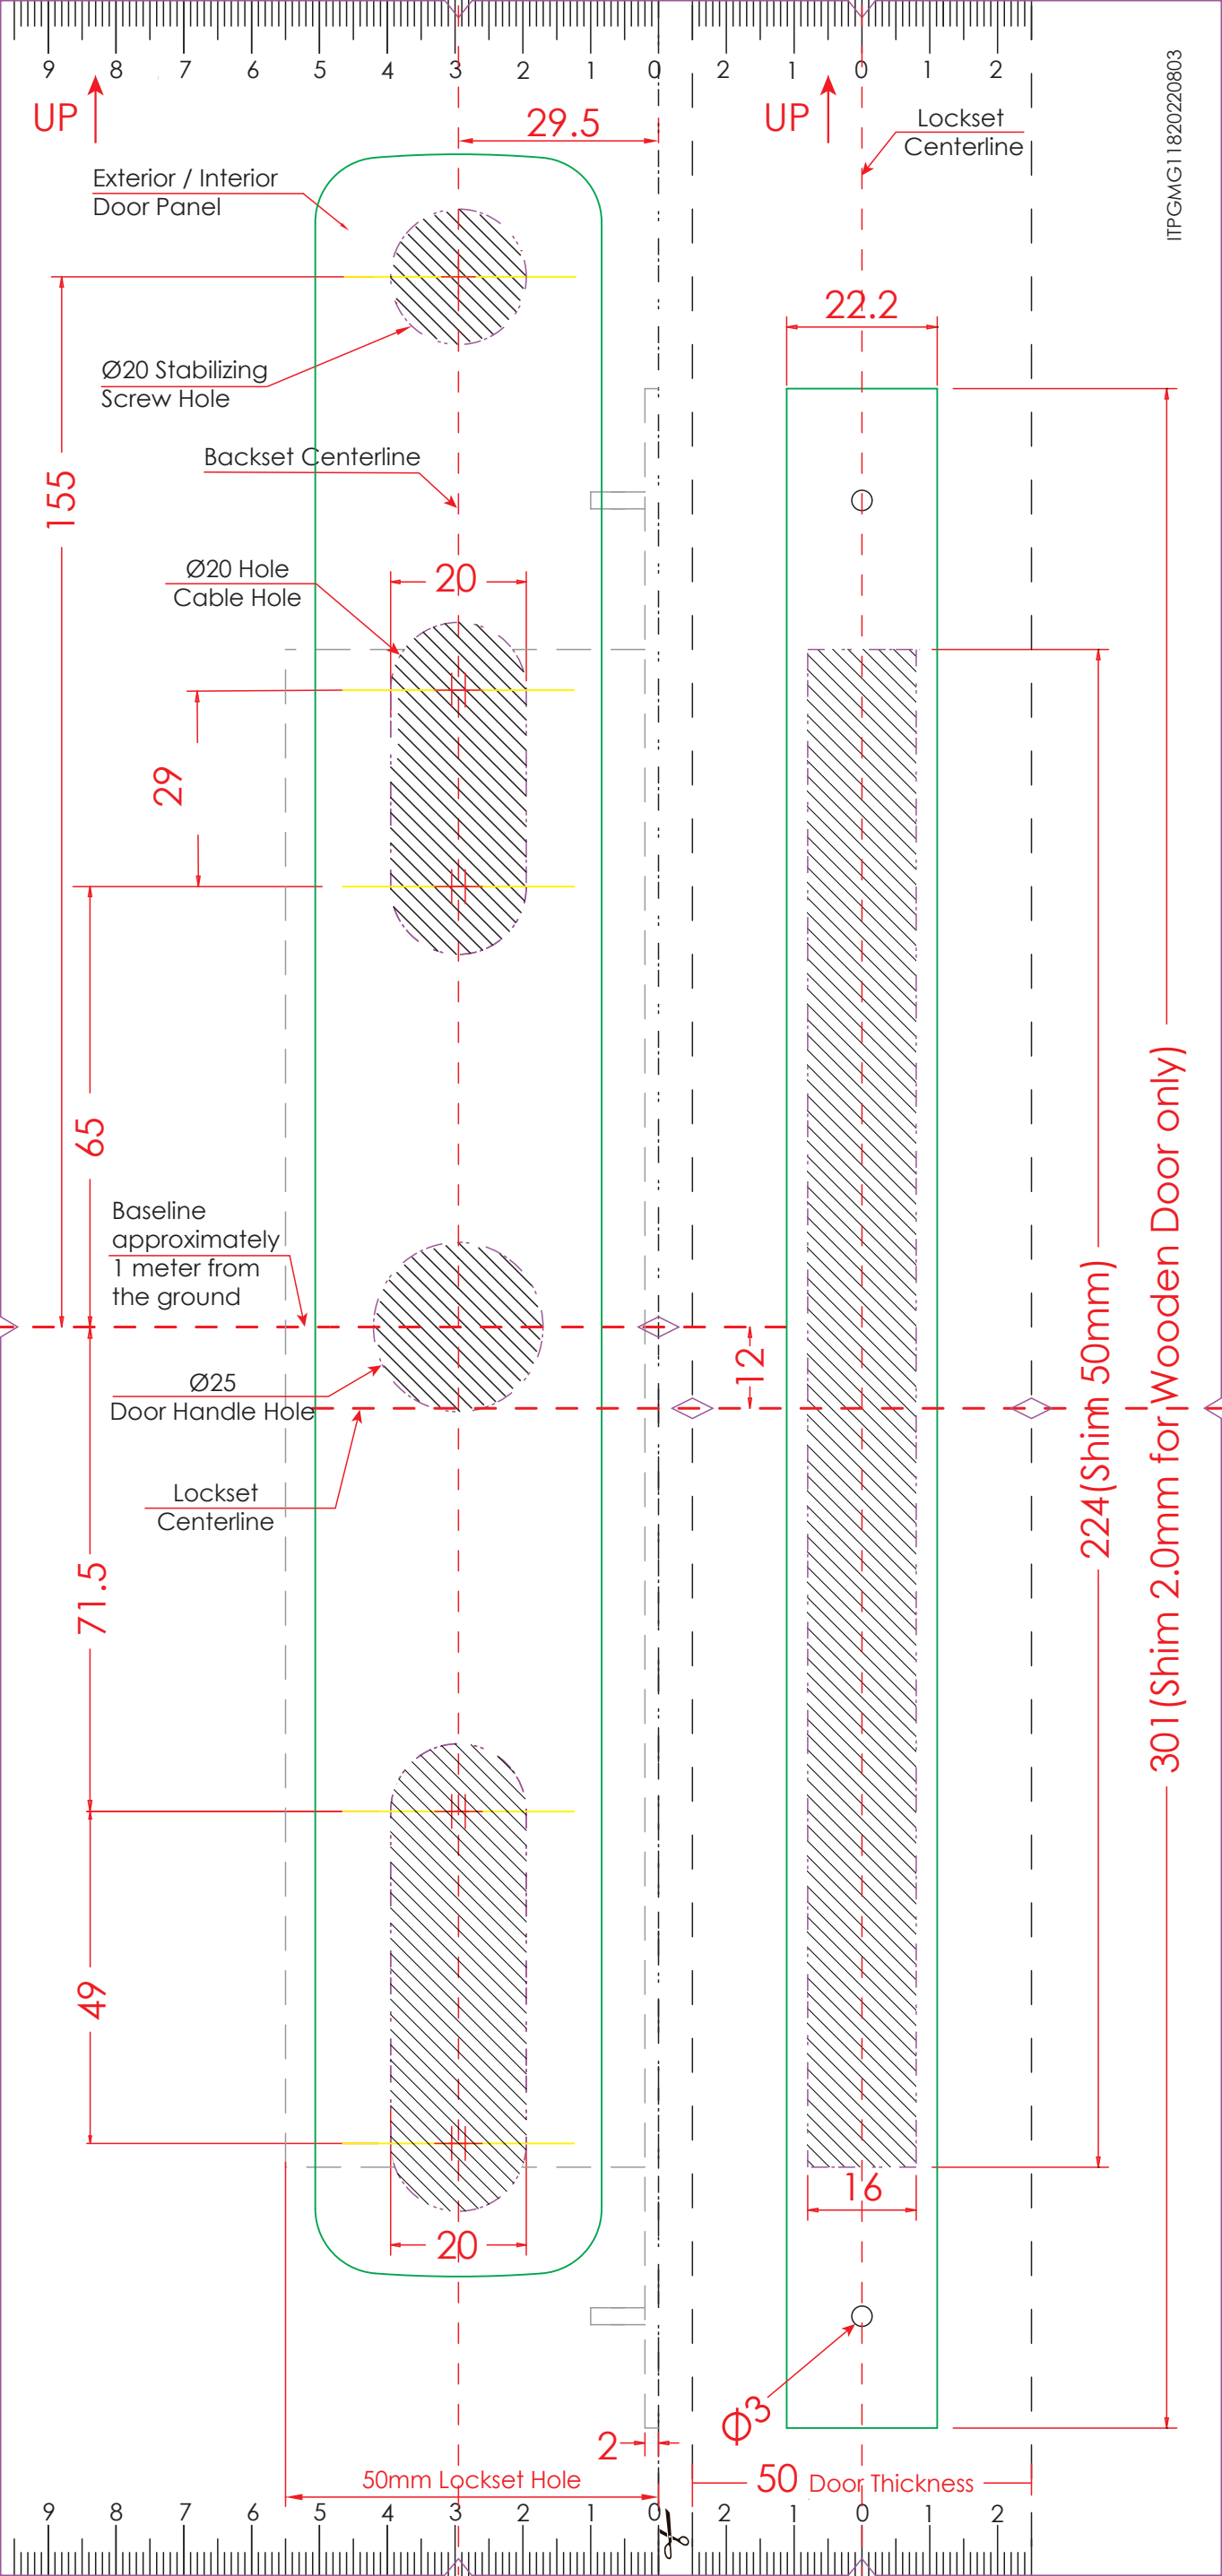 9 8 7 6 5 4 3 2 1 0 2 1 0 1 2
UP
29.5
UP
Lockset
Centerline
ITPGMG11820220803
Exterior / Interior
Door Panel
22.2
Ø20 Stabilizing
Screw Hole
Backset Centerline
155
Ø20 Hole
Cable Hole
20
29
65
Baseline
approximately
1 meter from
the ground
12
Ø25
Door Handle Hole
Lockset
Centerline
224(Shim 50mm)
301(Shim 2.0mm for Wooden Door only)
71.5
49
16
20
Φ3
2
50mm Lockset Hole
50 Door Thickness
9 8 7 6 5 4 3 2 1 0 2 1 0 1 2